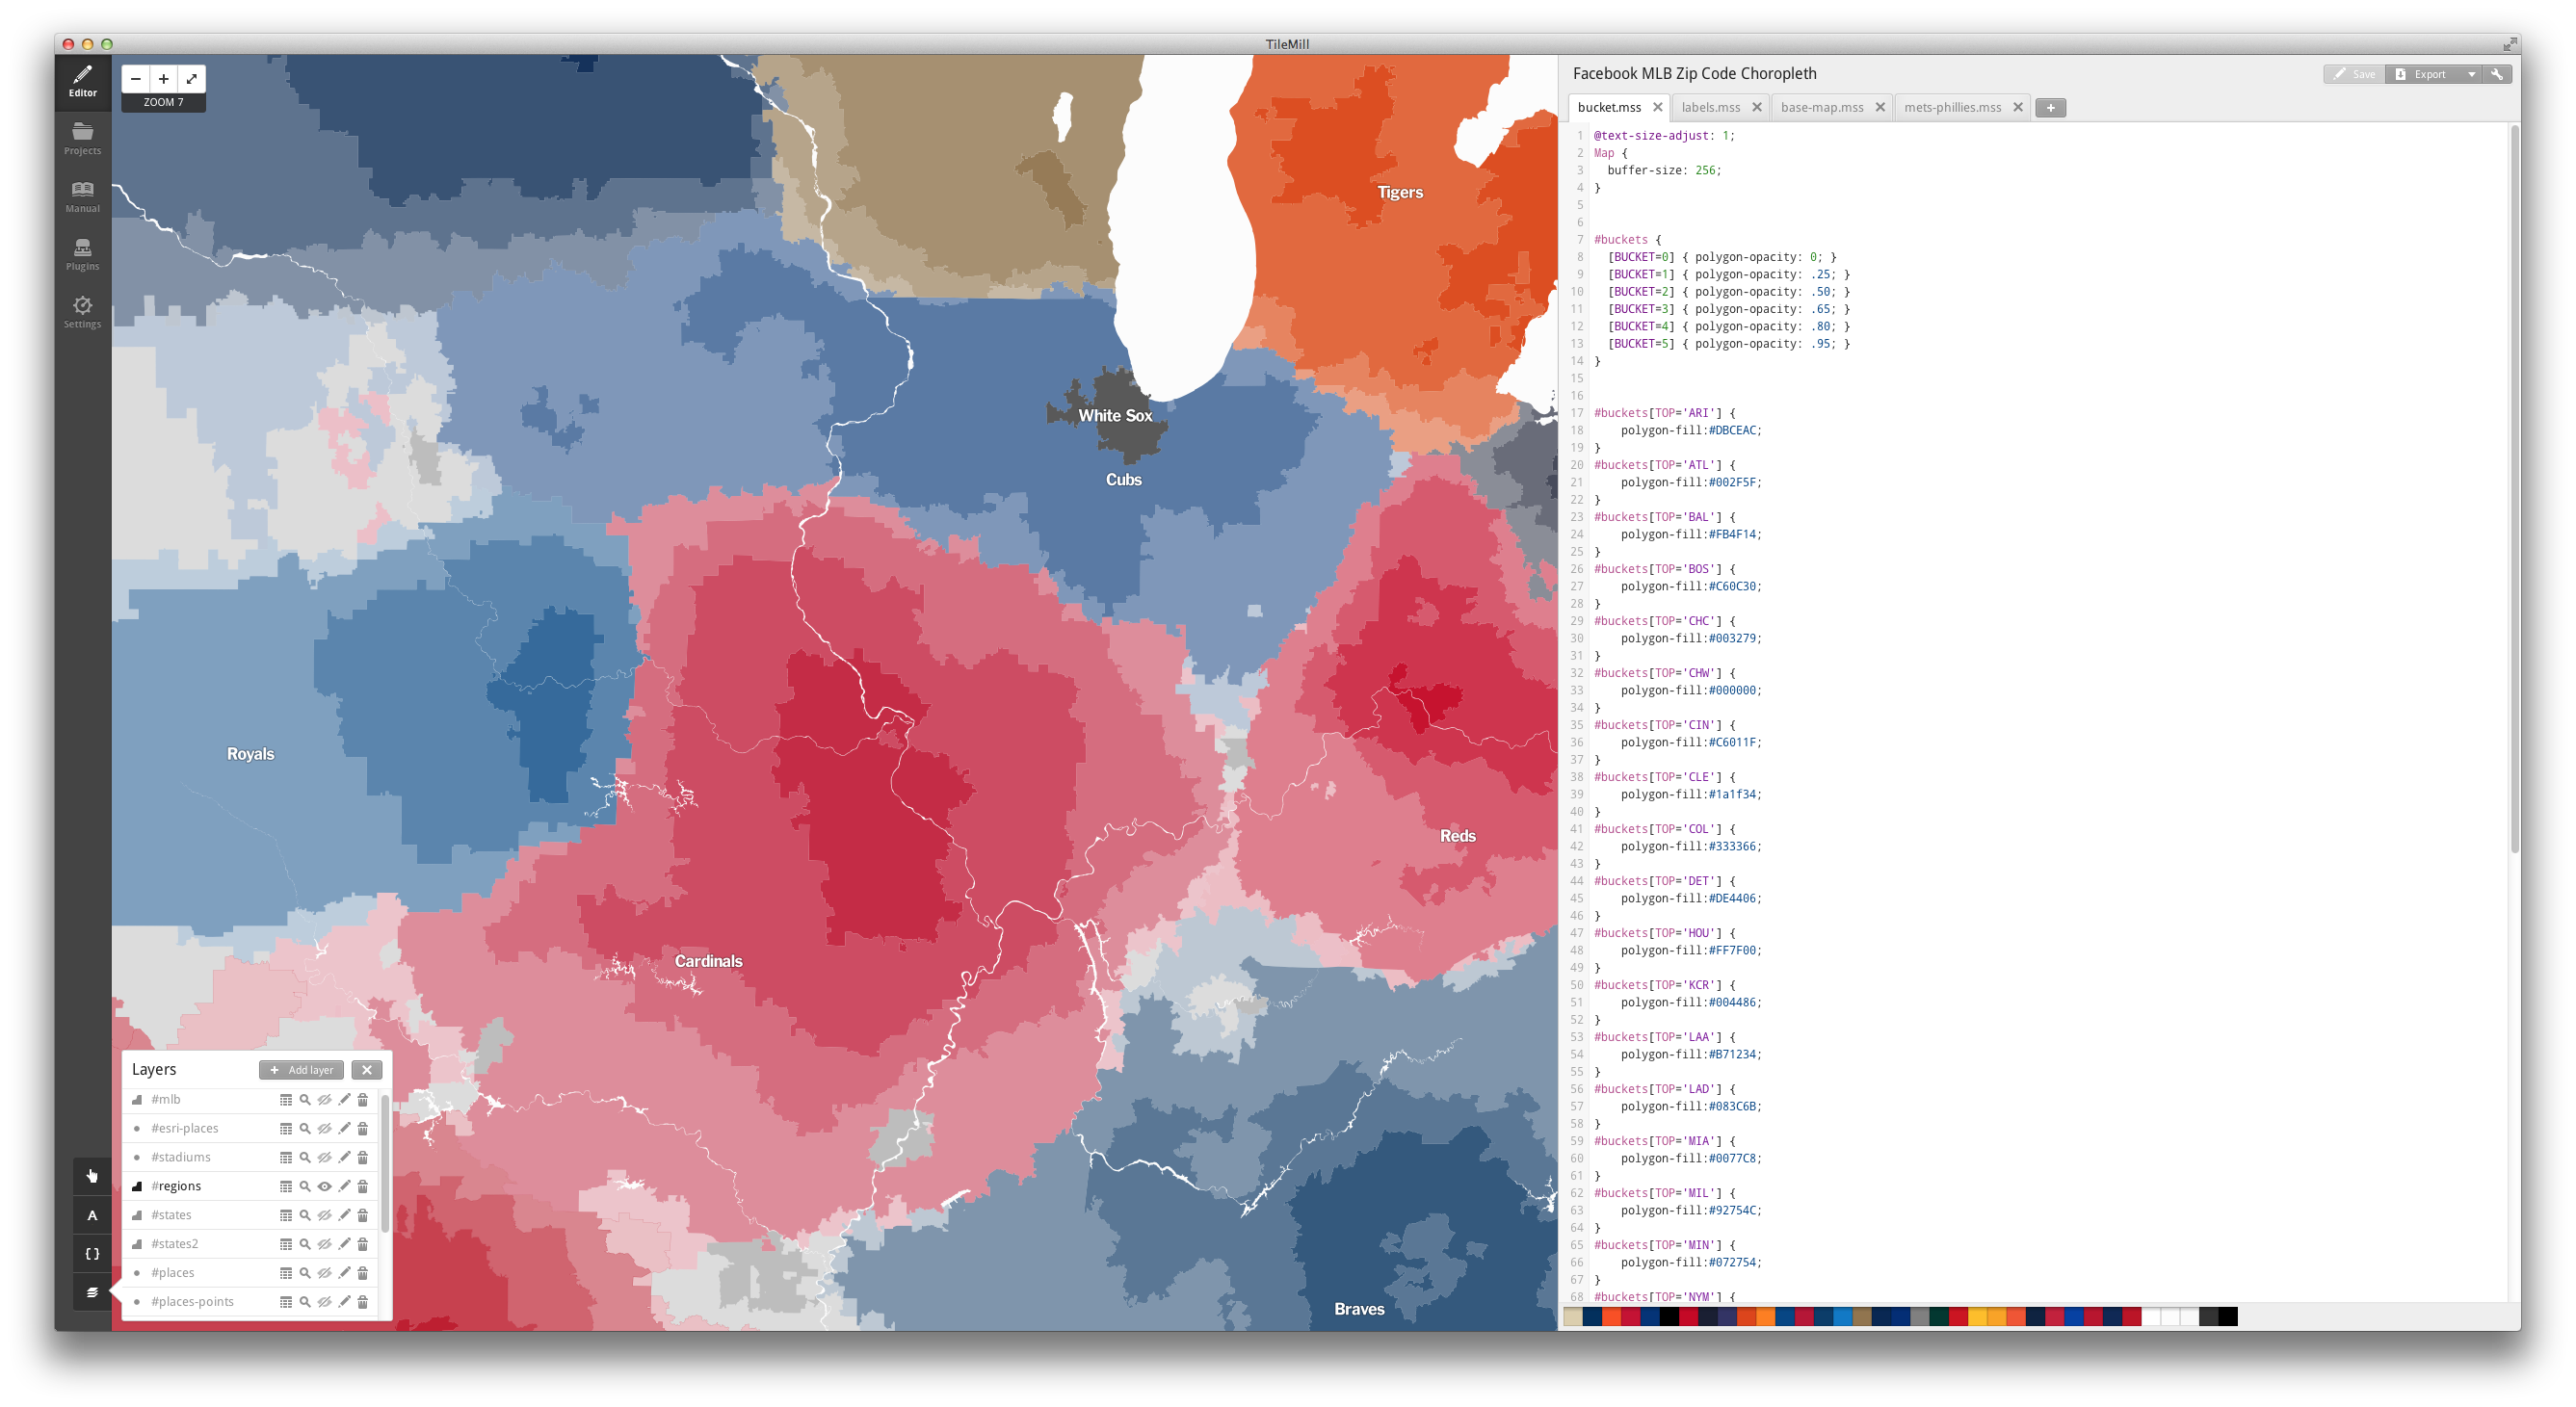 TileMill
Editor
Projects
Manual
Plugins
Settings
ZOOM 7
Tigers
White Sox
Cubs
Royals
Reds
Cardinals
Braves
Layers
+ Add layer
#mlb
#esri-places
#stadiums
#regions
#states
#states2
#places
#places-points
A
{ }
Facebook MLB Zip Code Choropleth
Save Export
bucket.mss labels.mss base-map.mss mets-phillies.mss
1 @text-size-adjust: 1;
2 Map {
3 buffer-size: 256;
4 }
5
6
7 #buckets {
8 [BUCKET=0] { polygon-opacity: 0; }
9 [BUCKET=1] { polygon-opacity: .25; }
10 [BUCKET=2] { polygon-opacity: .50; }
11 [BUCKET=3] { polygon-opacity: .65; }
12 [BUCKET=4] { polygon-opacity: .80; }
13 [BUCKET=5] { polygon-opacity: .95; }
14 }
15
16
17 #buckets[TOP='ARI'] {
18 polygon-fill:#DBCEAC;
19 }
20 #buckets[TOP='ATL'] {
21 polygon-fill:#002F5F;
22 }
23 #buckets[TOP='BAL'] {
24 polygon-fill:#FB4F14;
25 }
26 #buckets[TOP='BOS'] {
27 polygon-fill:#C60C30;
28 }
29 #buckets[TOP='CHC'] {
30 polygon-fill:#003279;
31 }
32 #buckets[TOP='CHW'] {
33 polygon-fill:#000000;
34 }
35 #buckets[TOP='CIN'] {
36 polygon-fill:#C6011F;
37 }
38 #buckets[TOP='CLE'] {
39 polygon-fill:#1a1f34;
40 }
41 #buckets[TOP='COL'] {
42 polygon-fill:#333366;
43 }
44 #buckets[TOP='DET'] {
45 polygon-fill:#DE4406;
46 }
47 #buckets[TOP='HOU'] {
48 polygon-fill:#FF7F00;
49 }
50 #buckets[TOP='KCR'] {
51 polygon-fill:#004486;
52 }
53 #buckets[TOP='LAA'] {
54 polygon-fill:#B71234;
55 }
56 #buckets[TOP='LAD'] {
57 polygon-fill:#083C6B;
58 }
59 #buckets[TOP='MIA'] {
60 polygon-fill:#0077C8;
61 }
62 #buckets[TOP='MIL'] {
63 polygon-fill:#92754C;
64 }
65 #buckets[TOP='MIN'] {
66 polygon-fill:#072754;
67 }
68 #buckets[TOP='NYM'] {